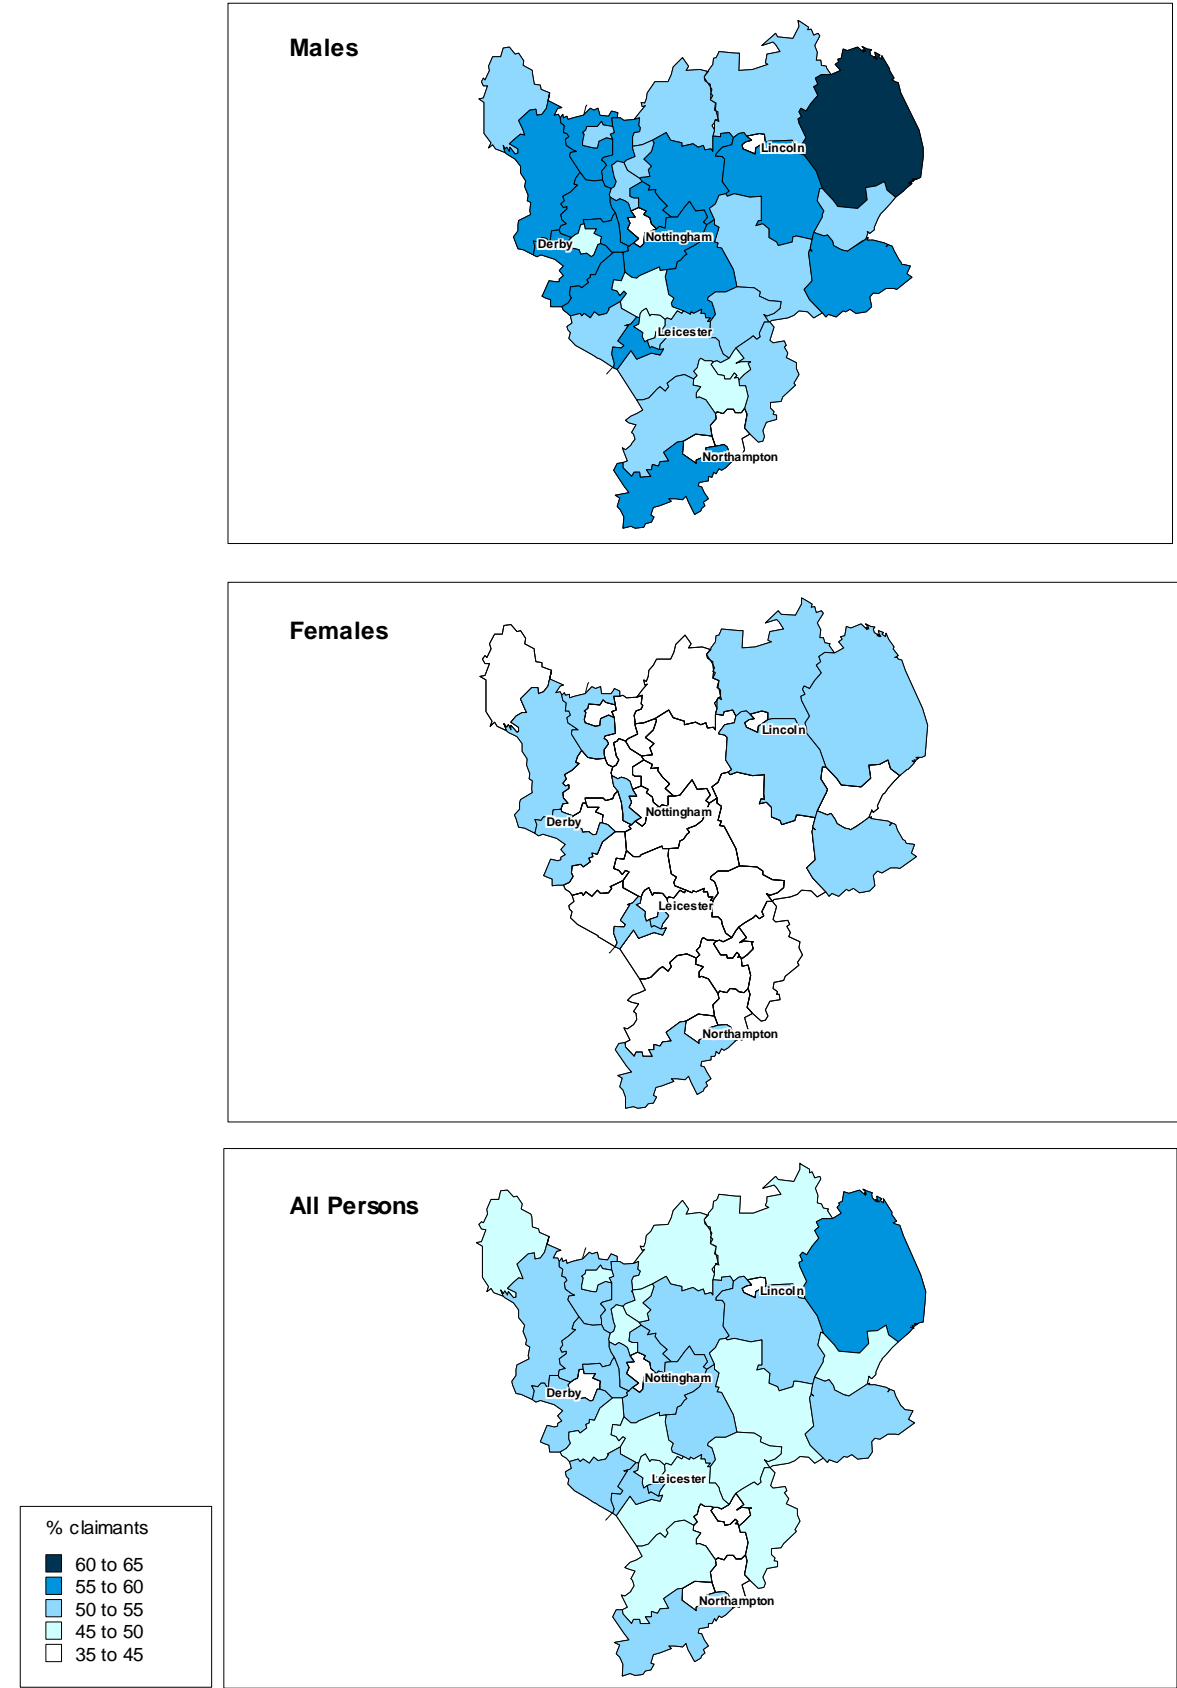 Males
Lincoln
Nottingham
Derby
Leicester
Northampton
Females
Lincoln
Nottingham
Derby
Leicester
Northampton
All Persons
Lincoln
Nottingham
Derby
Leicester
Northampton
% claimants
60 to 65
55 to 60
50 to 55
45 to 50
35 to 45